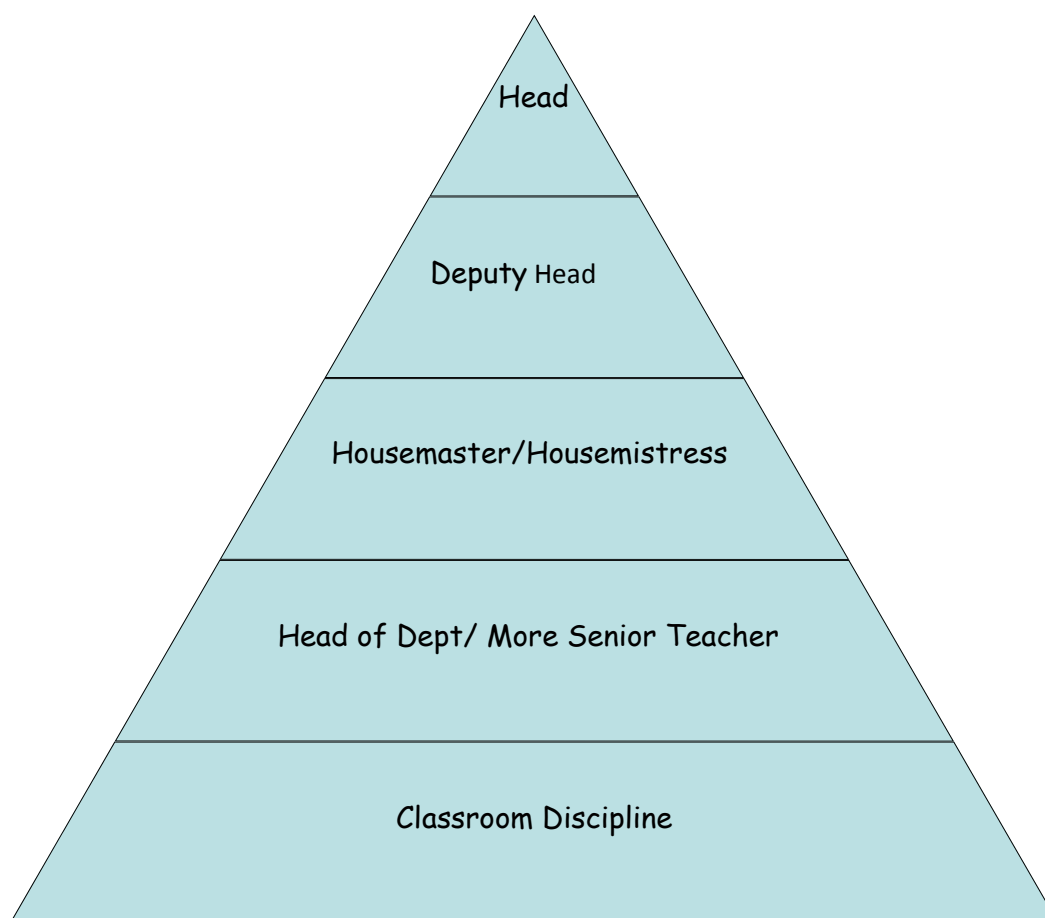 Head
Deputy Head
Housemaster/Housemistress
Head of Dept/ More Senior Teacher
Classroom Discipline